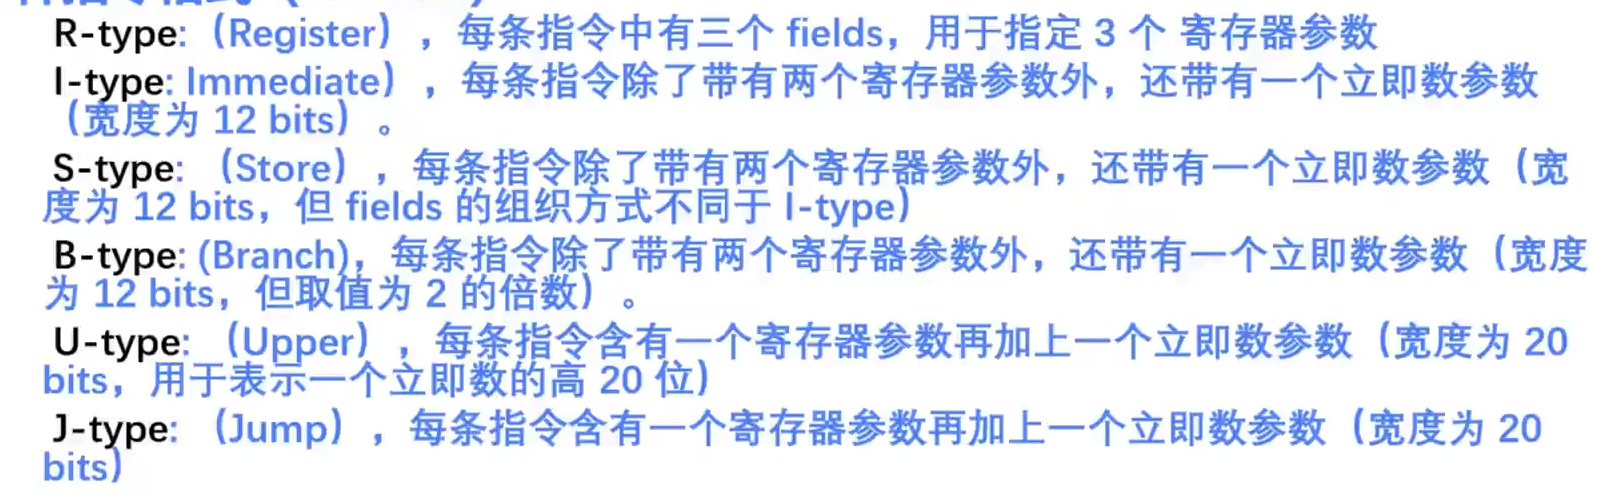 R-type:（Register），每条指令中有三个 fields，用于指定 3 个 寄存器参数
I-type: Immediate），每条指令除了带有两个寄存器参数外，还带有一个立即数参数
（宽度为 12 bits）。
S-type: （Store），每条指令除了带有两个寄存器参数外，还带有一个立即数参数（宽
度为 12 bits，但 fields 的组织方式不同于 I-type）
B-type: (Branch)，每条指令除了带有两个寄存器参数外，还带有一个立即数参数（宽度
为 12 bits，但取值为 2 的倍数）。
U-type: （Upper），每条指令含有一个寄存器参数再加上一个立即数参数（宽度为 20
bits，用于表示一个立即数的高 20 位）
J-type: （Jump），每条指令含有一个寄存器参数再加上一个立即数参数（宽度为 20
bits）